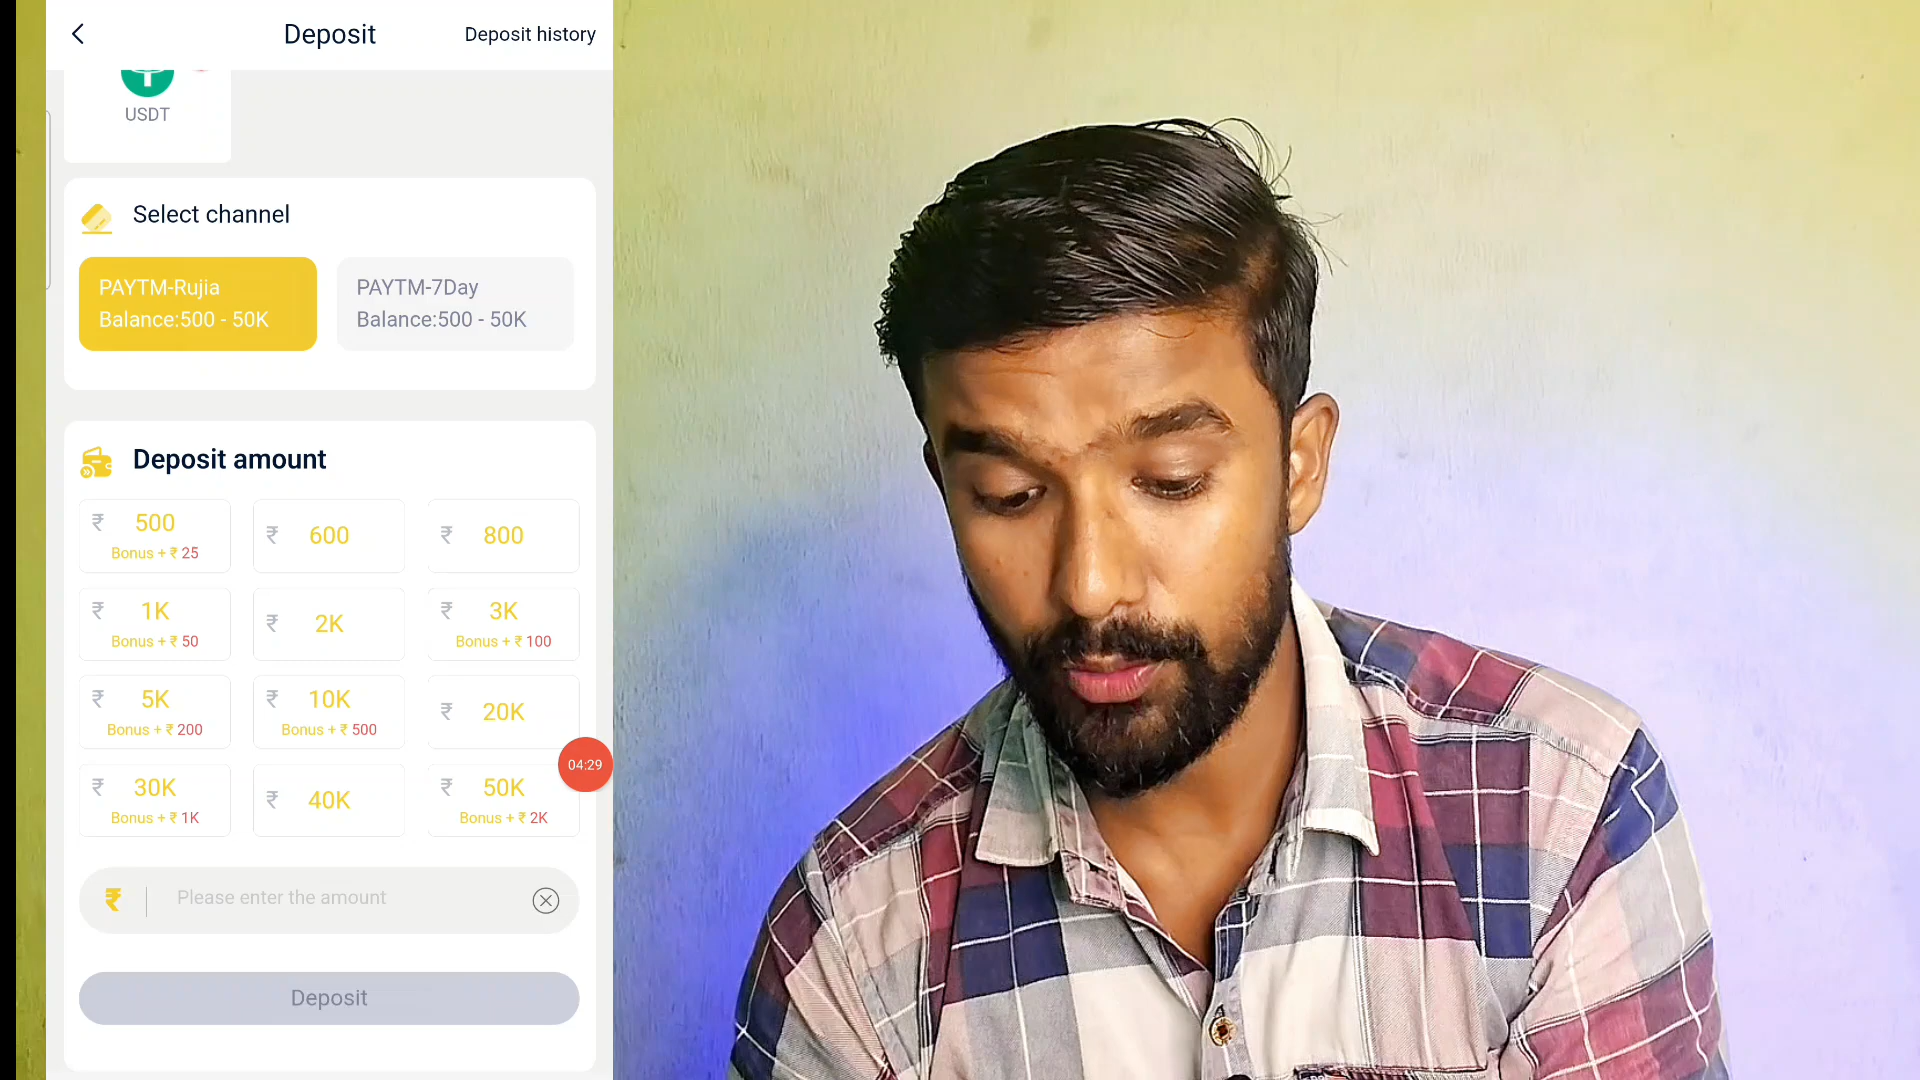 Deposit
Deposit history
USDT
Select channel
PAYTM-Rujia
Balance:500 - 50K
PAYTM-7Day
Balance:500 - 50K
Deposit amount
₹ 500
Bonus + ₹ 25
₹ 600
₹ 800
₹ 1K
Bonus + ₹ 50
₹ 2K
₹ 3K
Bonus + ₹ 100
₹ 5K
Bonus + ₹ 200
₹ 10K
Bonus + ₹ 500
₹ 20K
04:29
₹ 30K
Bonus + ₹ 1K
₹ 40K
₹ 50K
Bonus + ₹ 2K
₹ Please enter the amount
Deposit